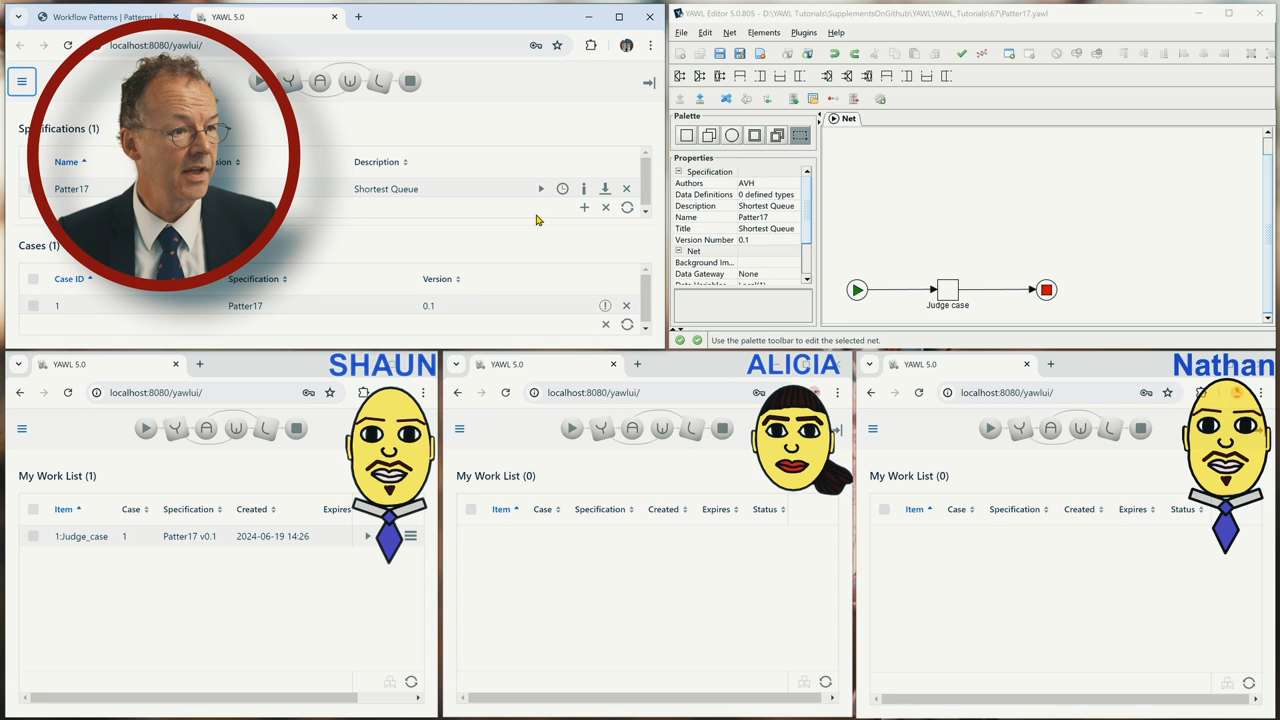 Workflow Patterns | Patterns |
YAWL 5.0
localhost:8080/yawlui/
Y A W L
Specifications (1)
Name
Description
Patter17
Shortest Queue
Cases (1)
Case ID
Specification
Version
1
Patter17
0.1
YAWL Editor 5.0.805 - D:\YAWL_Tutorials\SupplementsOnGithub\YAWL\YAWL_Tutorials\67\Patter17.yawl
File Edit Net Elements Plugins Help
Palette
Net
Properties
Specification
Authors AVH
Data Definitions 0 defined types
Description Shortest Queue
Name Patter17
Title Shortest Queue
Version Number 0.1
Net
Background Im...
Data Gateway None
Data Variables Local(1)
Judge case
Use the palette toolbar to edit the selected net.
YAWL 5.0
SHAUN
localhost:8080/yawlui/
Y A W L
My Work List (1)
Item Case Specification Created Expires
1:Judge_case 1 Patter17 v0.1 2024-06-19 14:26
YAWL 5.0
ALICIA
localhost:8080/yawlui/
Y A W L
My Work List (0)
Item Case Specification Created Expires Status
YAWL 5.0
Nathan
localhost:8080/yawlui/
Y A W L
My Work List (0)
Item Case Specification Created Expires Status